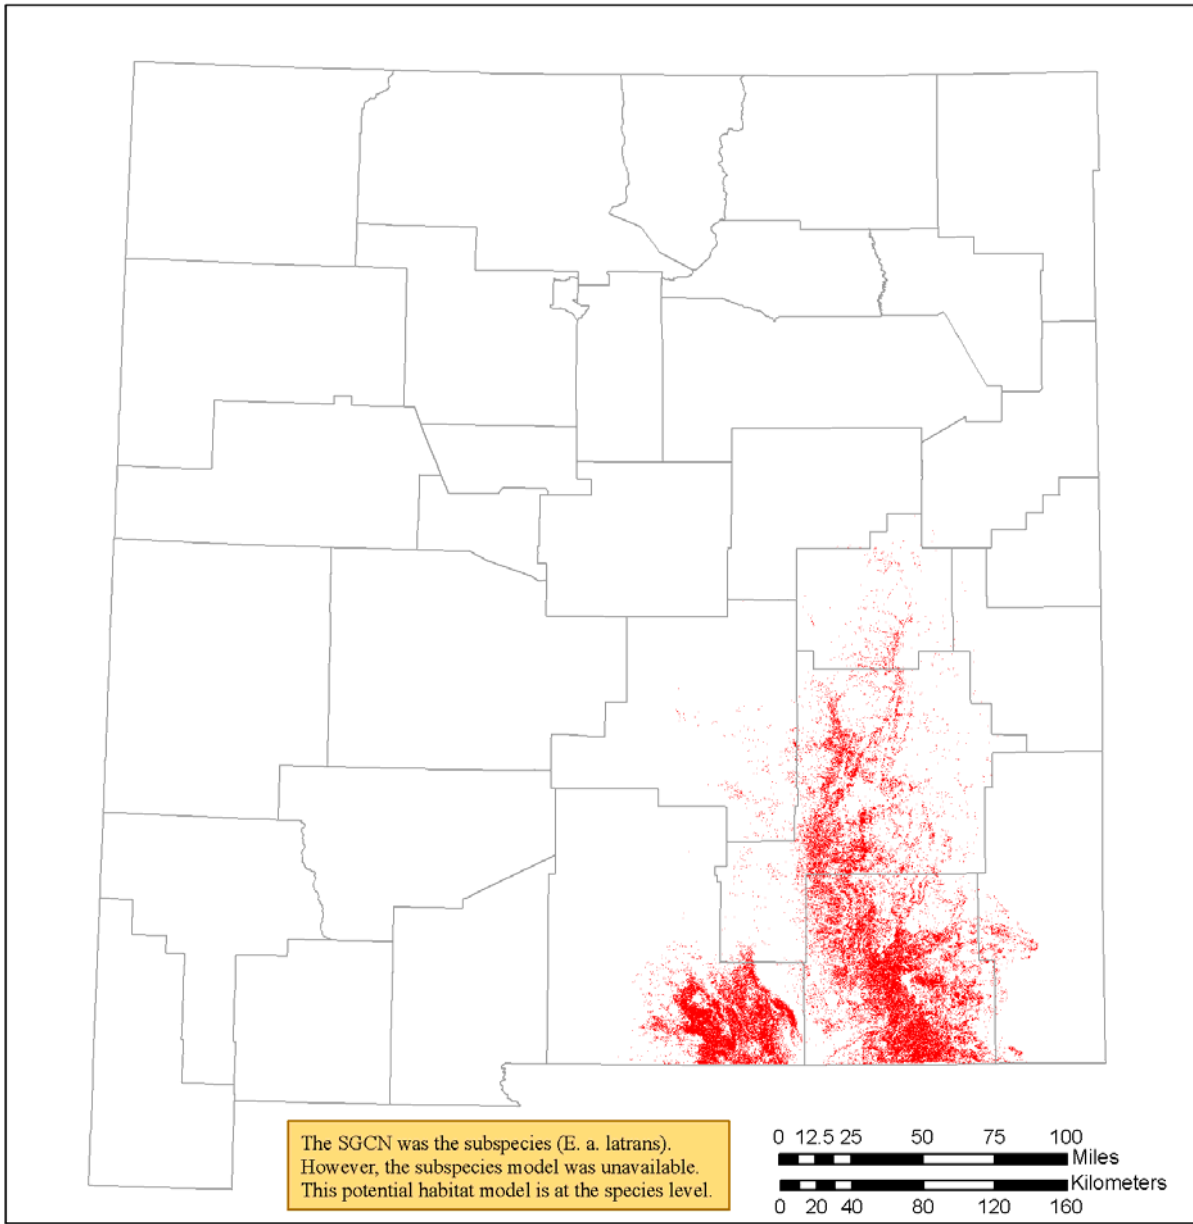 The SGCN was the subspecies (E. a. latrans).
However, the subspecies model was unavailable.
This potential habitat model is at the species level.
0 12.5 25 50 75 100
Miles
Kilometers
0 20 40 80 120 160